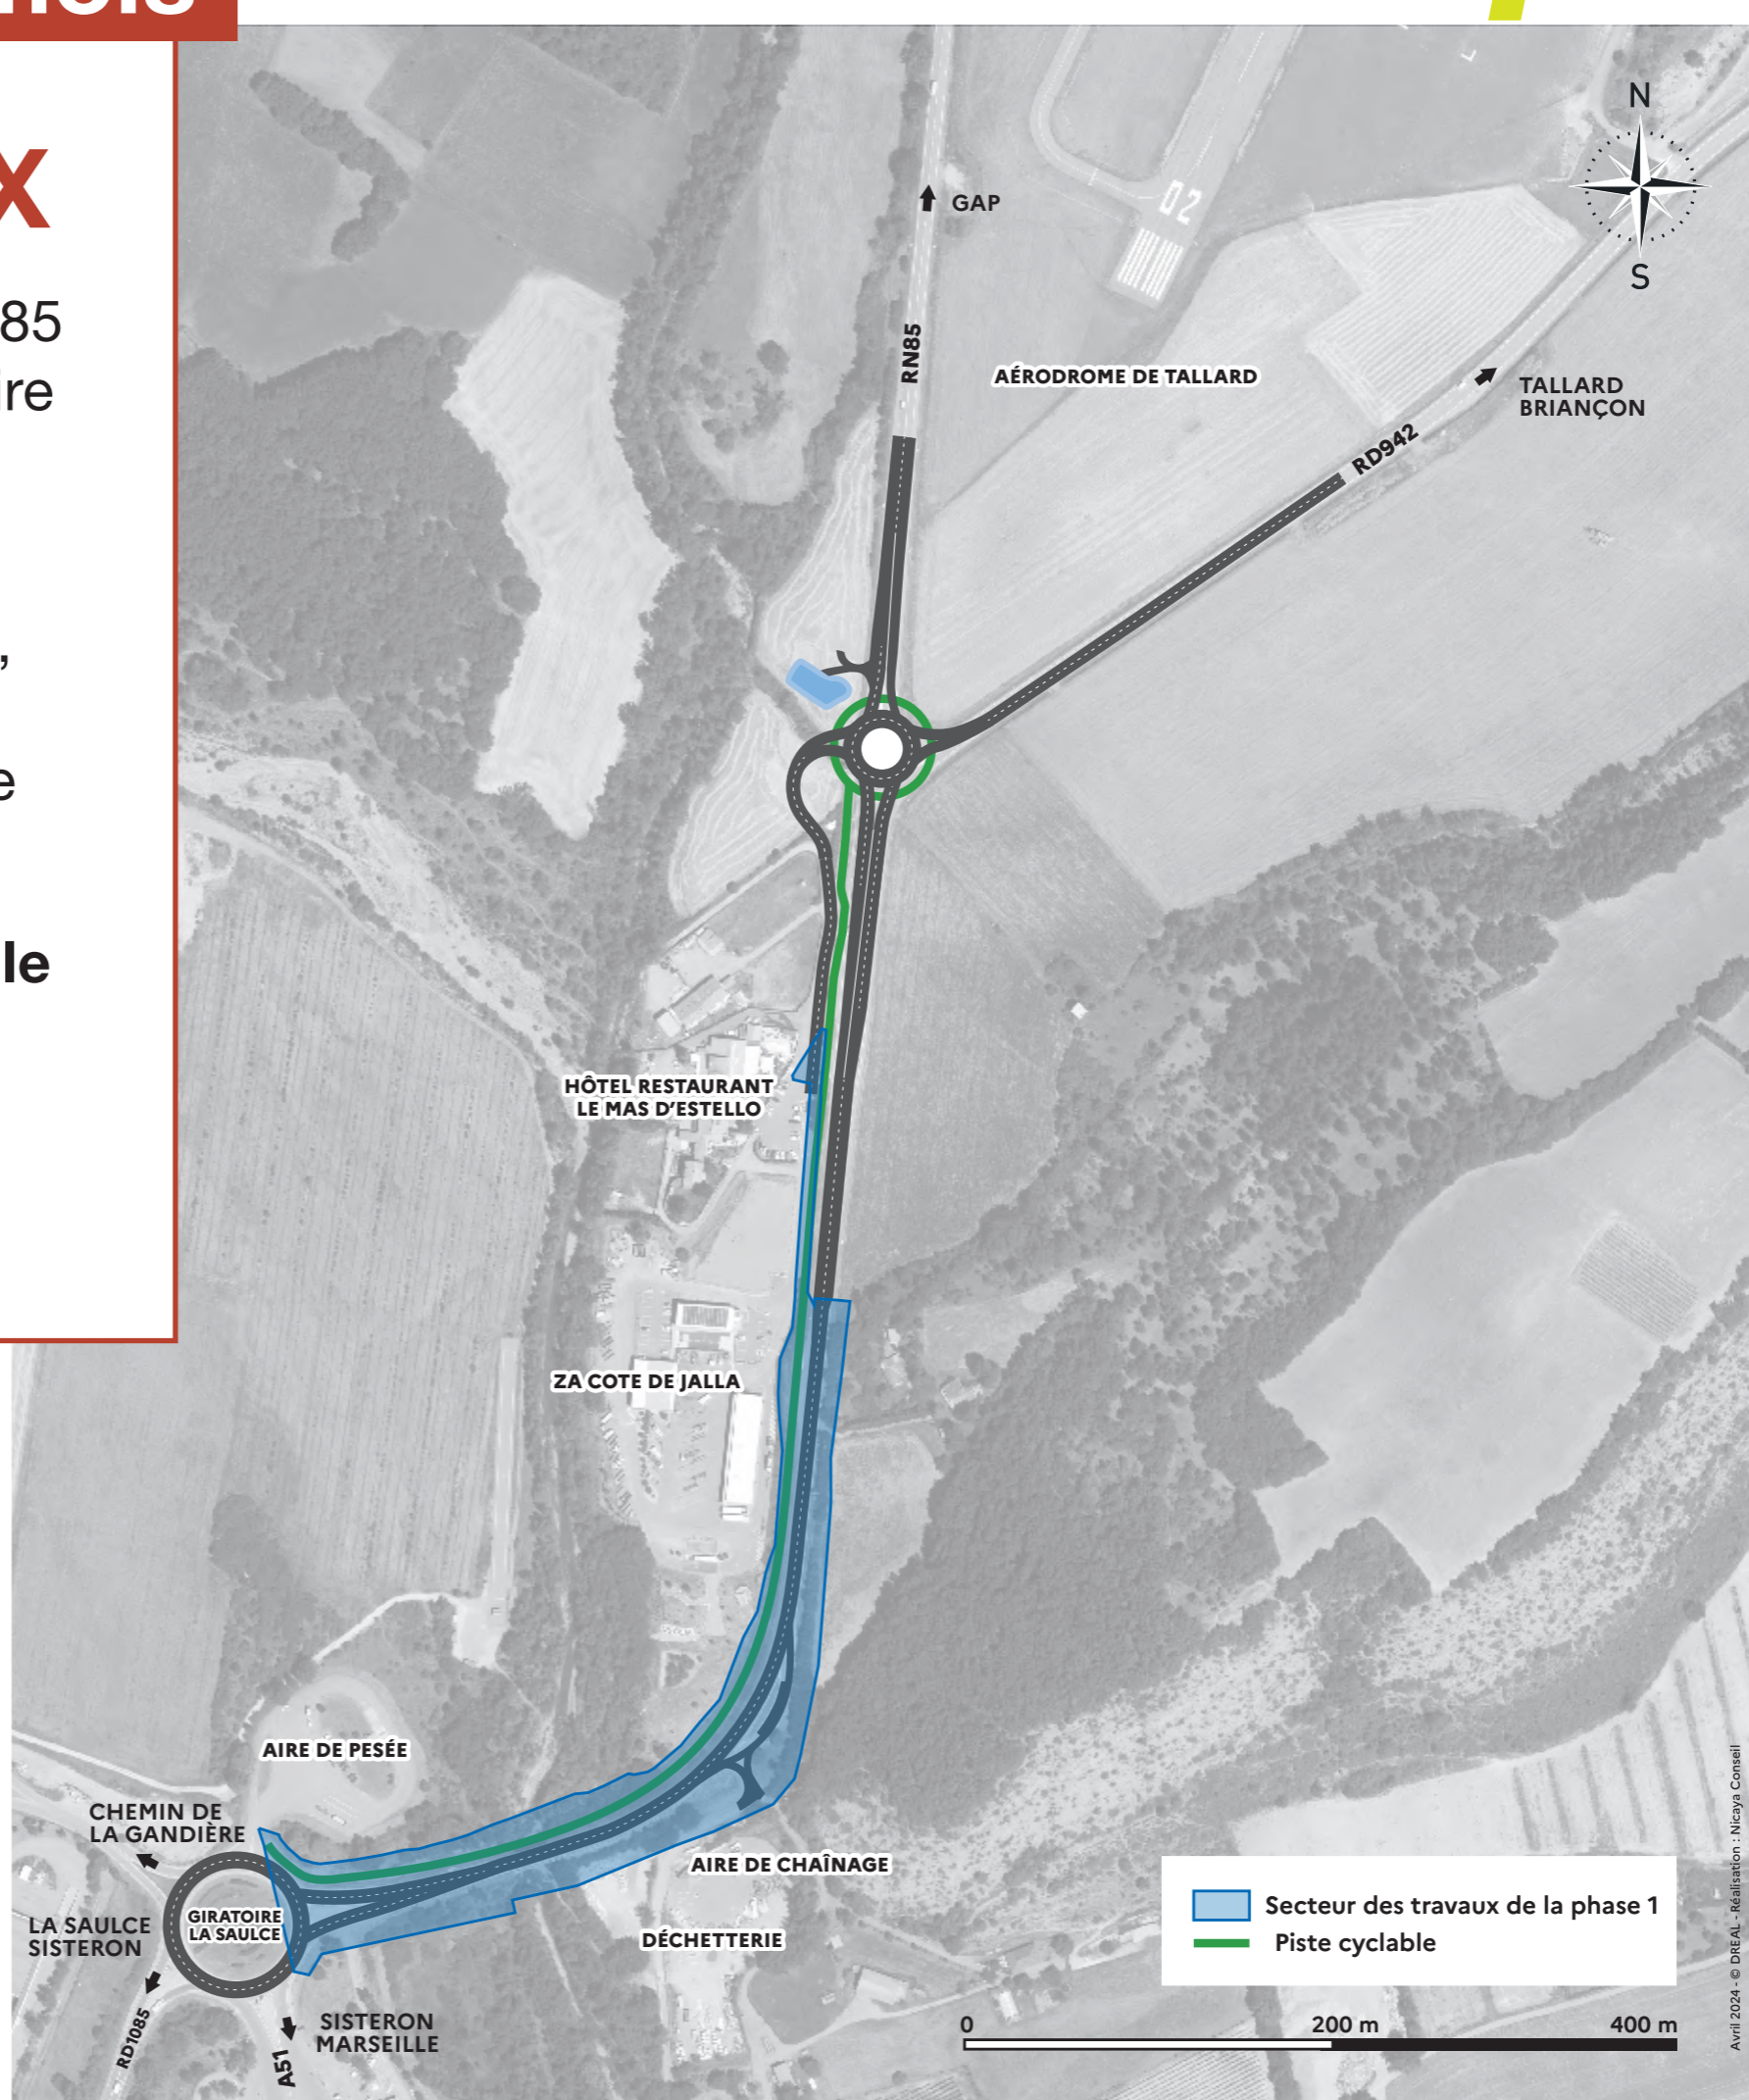 85
ire
,
e
le
N
S
GAP
02
RN85
AÉRODROME DE TALLARD
TALLARD
BRIANÇON
RD942
HÔTEL RESTAURANT
LE MAS D'ESTELLO
ZA COTE DE JALLA
AIRE DE PESÉE
CHEMIN DE
LA GANDIÈRE
AIRE DE CHAÎNAGE
GIRATOIRE
LA SAULCE
LA SAULCE
SISTERON
DÉCHETTERIE
RD1085
A51
SISTERON
MARSEILLE
Secteur des travaux de la phase 1
Piste cyclable
0 200 m 400 m
Avril 2024 - © DREAL - Réalisation : Nicaya Conseil